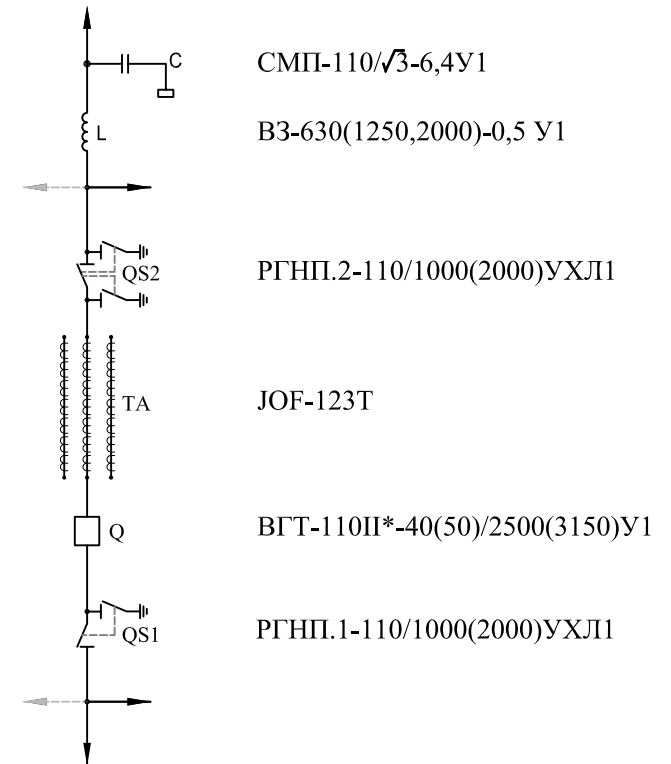 C СМП-110/√3-6,4У1
L ВЗ-630(1250,2000)-0,5 У1
QS2 РГНП.2-110/1000(2000)УХЛ1
TA JOF-123T
Q ВГТ-110II*-40(50)/2500(3150)У1
QS1 РГНП.1-110/1000(2000)УХЛ1